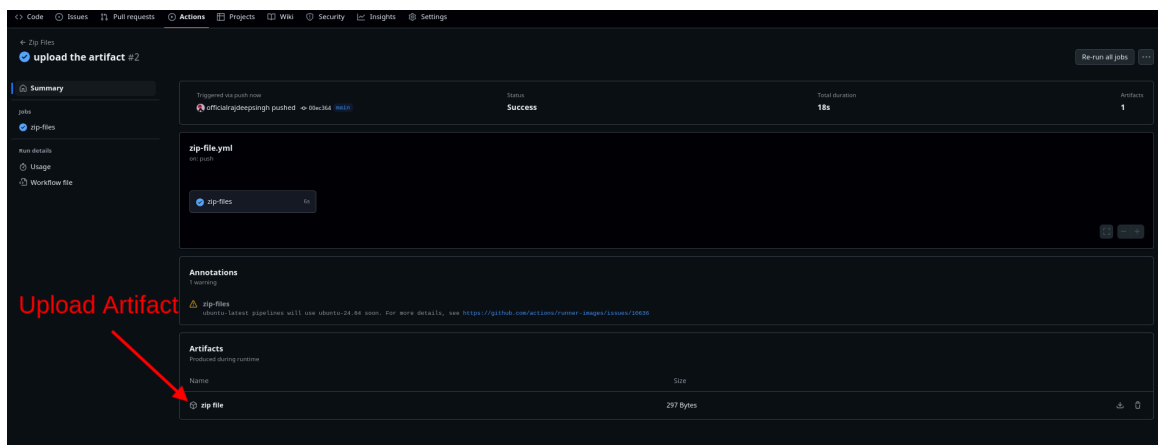 Code Issues Pull requests Actions Projects Wiki Security Insights Settings
← Zip Files
upload the artifact #2
Re-run all jobs ...
Summary
Jobs
zip-files
Run details
Usage
Workflow file
Triggered via push now
officialrajdeepsingh pushed 00ec364 main
Status
Success
Total duration
18s
Artifacts
1
zip-file.yml
on: push
zip-files 6s
Annotations
1 warning
zip-files
ubuntu-latest pipelines will use ubuntu-24.04 soon. For more details, see https://github.com/actions/runner-images/issues/10636
Upload Artifact
Artifacts
Produced during runtime
Name Size
zip file 297 Bytes